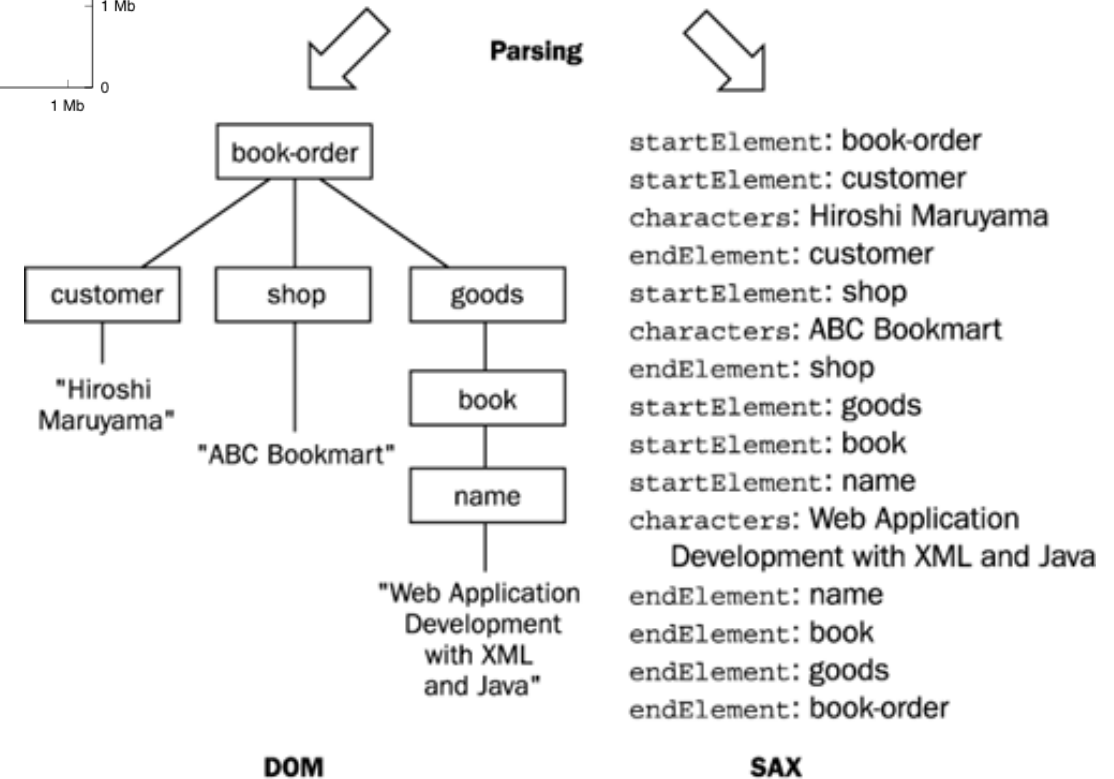 1 Mb
0
1 Mb
Parsing
book-order
customer
shop
goods
"Hiroshi
Maruyama"
book
"ABC Bookmart"
name
"Web Application
Development
with XML
and Java"
DOM
startElement: book-order
startElement: customer
characters: Hiroshi Maruyama
endElement: customer
startElement: shop
characters: ABC Bookmart
endElement: shop
startElement: goods
startElement: book
startElement: name
characters: Web Application
Development with XML and Java
endElement: name
endElement: book
endElement: goods
endElement: book-order
SAX